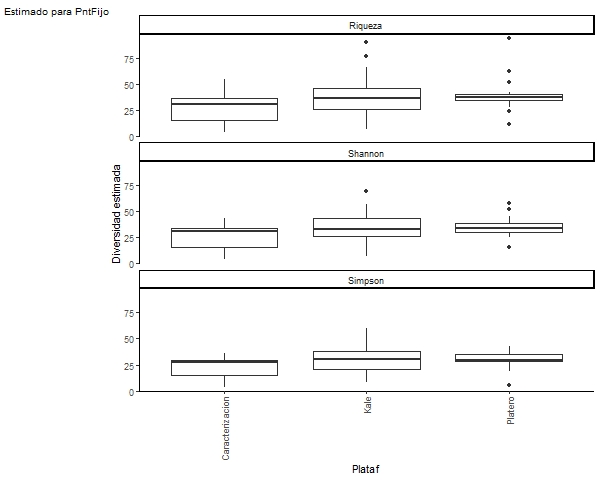 Estimado para PntFijo
Riqueza
75
50
25
0
Shannon
75
50
25
0
Simpson
75
50
25
0
Diversidad estimada
Caracterizacion
Kale
Platero
Plataf